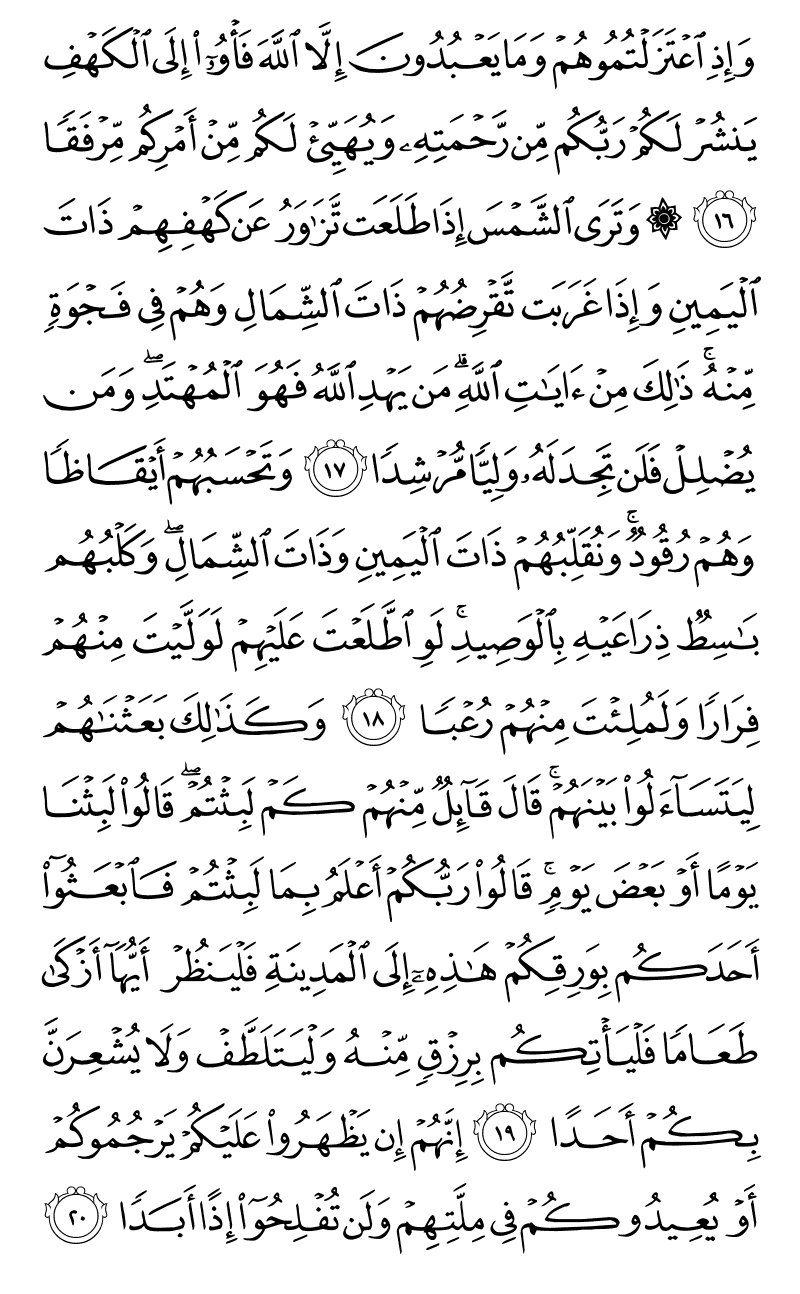 وَإِذِ ٱعْتَزَلْتُمُوهُمْ وَمَا يَعْبُدُونَ إِلَّا ٱللَّهَ فَأْوُۥٓا۟ إِلَى ٱلْكَهْفِ
يَنشُرْ لَكُمْ رَبُّكُم مِّن رَّحْمَتِهِۦ وَيُهَيِّئْ لَكُم مِّنْ أَمْرِكُم مِّرْفَقًا
١٦ ۞ وَتَرَى ٱلشَّمْسَ إِذَا طَلَعَت تَّزَٰوَرُ عَن كَهْفِهِمْ ذَاتَ
ٱلْيَمِينِ وَإِذَا غَرَبَت تَّقْرِضُهُمْ ذَاتَ ٱلشِّمَالِ وَهُمْ فِى فَجْوَةٍ
مِّنْهُ ۚ ذَٰلِكَ مِنْ ءَايَـٰتِ ٱللَّهِ ۗ مَن يَهْدِ ٱللَّهُ فَهُوَ ٱلْمُهْتَدِ ۖ وَمَن
يُضْلِلْ فَلَن تَجِدَ لَهُۥ وَلِيًّا مُّرْشِدًا ١٧ وَتَحْسَبُهُمْ أَيْقَاظًا
وَهُمْ رُقُودٌ ۚ وَنُقَلِّبُهُمْ ذَاتَ ٱلْيَمِينِ وَذَاتَ ٱلشِّمَالِ ۖ وَكَلْبُهُم
بَـٰسِطٌ ذِرَاعَيْهِ بِٱلْوَصِيدِ ۚ لَوِ ٱطَّلَعْتَ عَلَيْهِمْ لَوَلَّيْتَ مِنْهُمْ
فِرَارًا وَلَمُلِئْتَ مِنْهُمْ رُعْبًا ١٨ وَكَذَٰلِكَ بَعَثْنَـٰهُمْ
لِيَتَسَآءَلُوا۟ بَيْنَهُمْ ۚ قَالَ قَآئِلٌ مِّنْهُمْ كَمْ لَبِثْتُمْ ۖ قَالُوا۟ لَبِثْنَا
يَوْمًا أَوْ بَعْضَ يَوْمٍ ۚ قَالُوا۟ رَبُّكُمْ أَعْلَمُ بِمَا لَبِثْتُمْ فَٱبْعَثُوٓا۟
أَحَدَكُم بِوَرِقِكُمْ هَـٰذِهِۦٓ إِلَى ٱلْمَدِينَةِ فَلْيَنظُرْ أَيُّهَآ أَزْكَىٰ
طَعَامًا فَلْيَأْتِكُم بِرِزْقٍ مِّنْهُ وَلْيَتَلَطَّفْ وَلَا يُشْعِرَنَّ
بِكُمْ أَحَدًا ١٩ إِنَّهُمْ إِن يَظْهَرُوا۟ عَلَيْكُمْ يَرْجُمُوكُمْ
أَوْ يُعِيدُوكُمْ فِى مِلَّتِهِمْ وَلَن تُفْلِحُوٓا۟ إِذًا أَبَدًا ٢٠